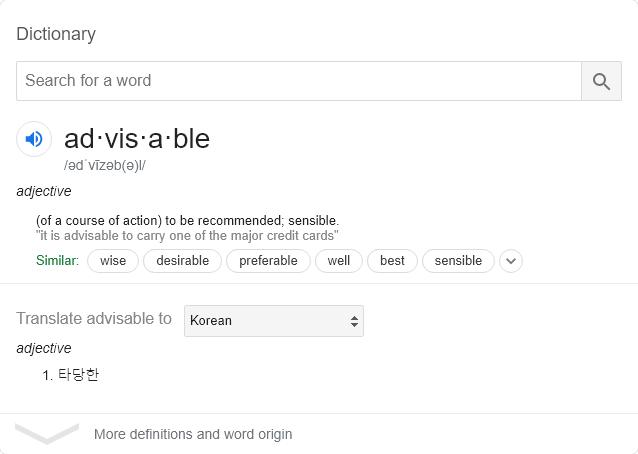 Dictionary
Search for a word
ad·vis·a·ble
/ədˈvīzəb(ə)l/
adjective
(of a course of action) to be recommended; sensible.
"it is advisable to carry one of the major credit cards"
Similar: wise desirable preferable well best sensible
Translate advisable to Korean
adjective
1. 타당한
More definitions and word origin